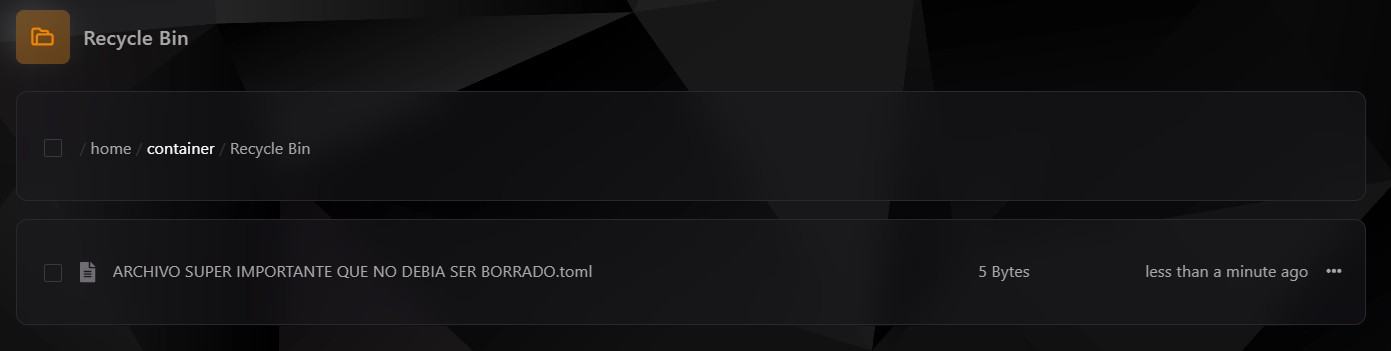 Recycle Bin
/ home / container / Recycle Bin
ARCHIVO SUPER IMPORTANTE QUE NO DEBIA SER BORRADO.toml 5 Bytes less than a minute ago